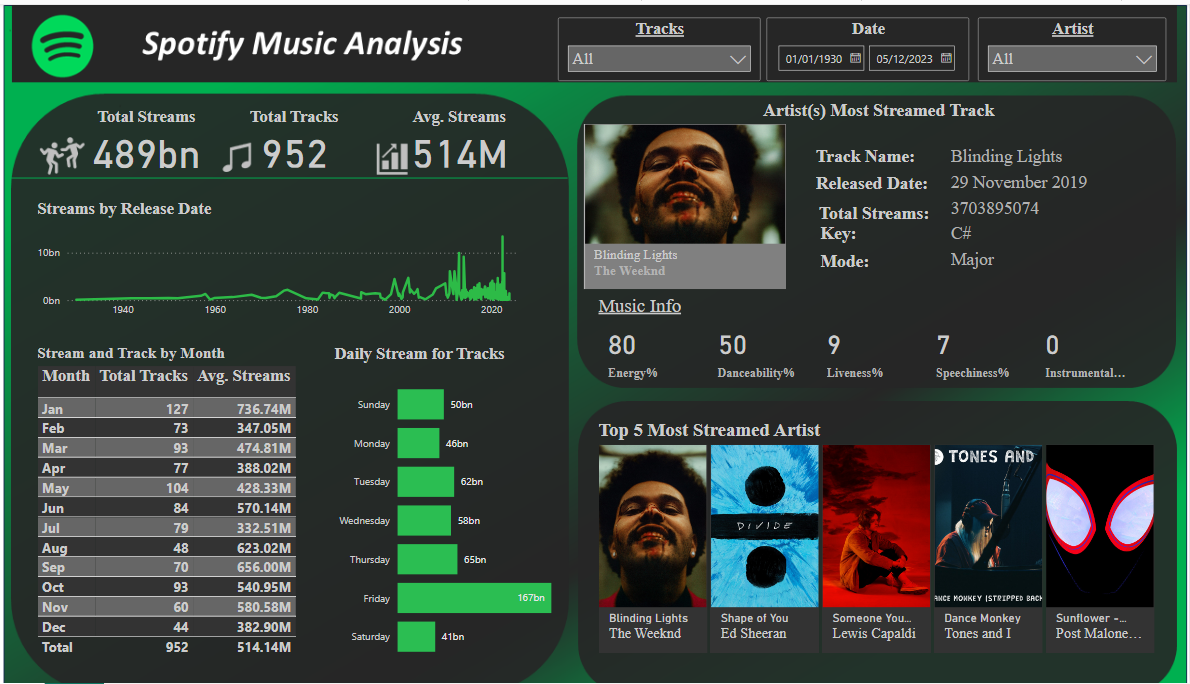 Spotify Music Analysis
Tracks
All
Date
01/01/1930 05/12/2023
Artist
All
Total Streams Total Tracks Avg. Streams
489bn 952 514M
Streams by Release Date
10bn
0bn
1940 1960 1980 2000 2020
Stream and Track by Month
Month Total Tracks Avg. Streams
Jan 127 736.74M
Feb 73 347.05M
Mar 93 474.81M
Apr 77 388.02M
May 104 428.33M
Jun 84 570.14M
Jul 79 332.51M
Aug 48 623.02M
Sep 70 656.00M
Oct 93 540.95M
Nov 60 580.58M
Dec 44 382.90M
Total 952 514.14M
Daily Stream for Tracks
Sunday 50bn
Monday 46bn
Tuesday 62bn
Wednesday 58bn
Thursday 65bn
Friday 167bn
Saturday 41bn
Artist(s) Most Streamed Track
Blinding Lights
The Weeknd
Track Name: Blinding Lights
Released Date: 29 November 2019
Total Streams: 3703895074
Key: C#
Mode: Major
Music Info
80 50 9 7 0
Energy% Danceability% Liveness% Speechiness% Instrumental...
Top 5 Most Streamed Artist
DIVIDE
TONES AND
ANCE MONKEY (STRIPPED BACK
Blinding Lights
The Weeknd
Shape of You
Ed Sheeran
Someone You...
Lewis Capaldi
Dance Monkey
Tones and I
Sunflower -...
Post Malone...